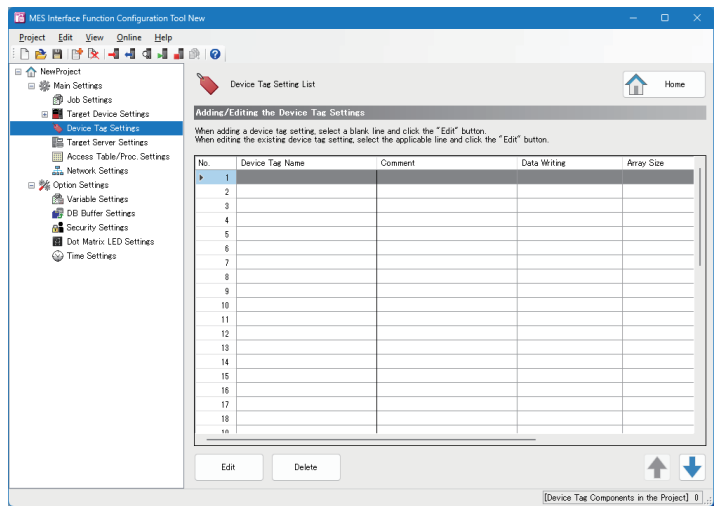 MES Interface Function Configuration Tool New
Project Edit View Online Help
NewProject
Main Settings
Job Settings
Target Device Settings
Device Tag Settings
Target Server Settings
Access Table/Proc. Settings
Network Settings
Option Settings
Variable Settings
DB Buffer Settings
Security Settings
Dot Matrix LED Settings
Time Settings
Device Tag Setting List
Home
Adding/Editing the Device Tag Settings
When adding a device tag setting, select a blank line and click the "Edit" button.
When editing the existing device tag setting, select the applicable line and click the "Edit" button.
No. Device Tag Name Comment Data Writing Array Size
1
2
3
4
5
6
7
8
9
10
11
12
13
14
15
16
17
18
19
Edit Delete
[Device Tag Components in the Project] 0